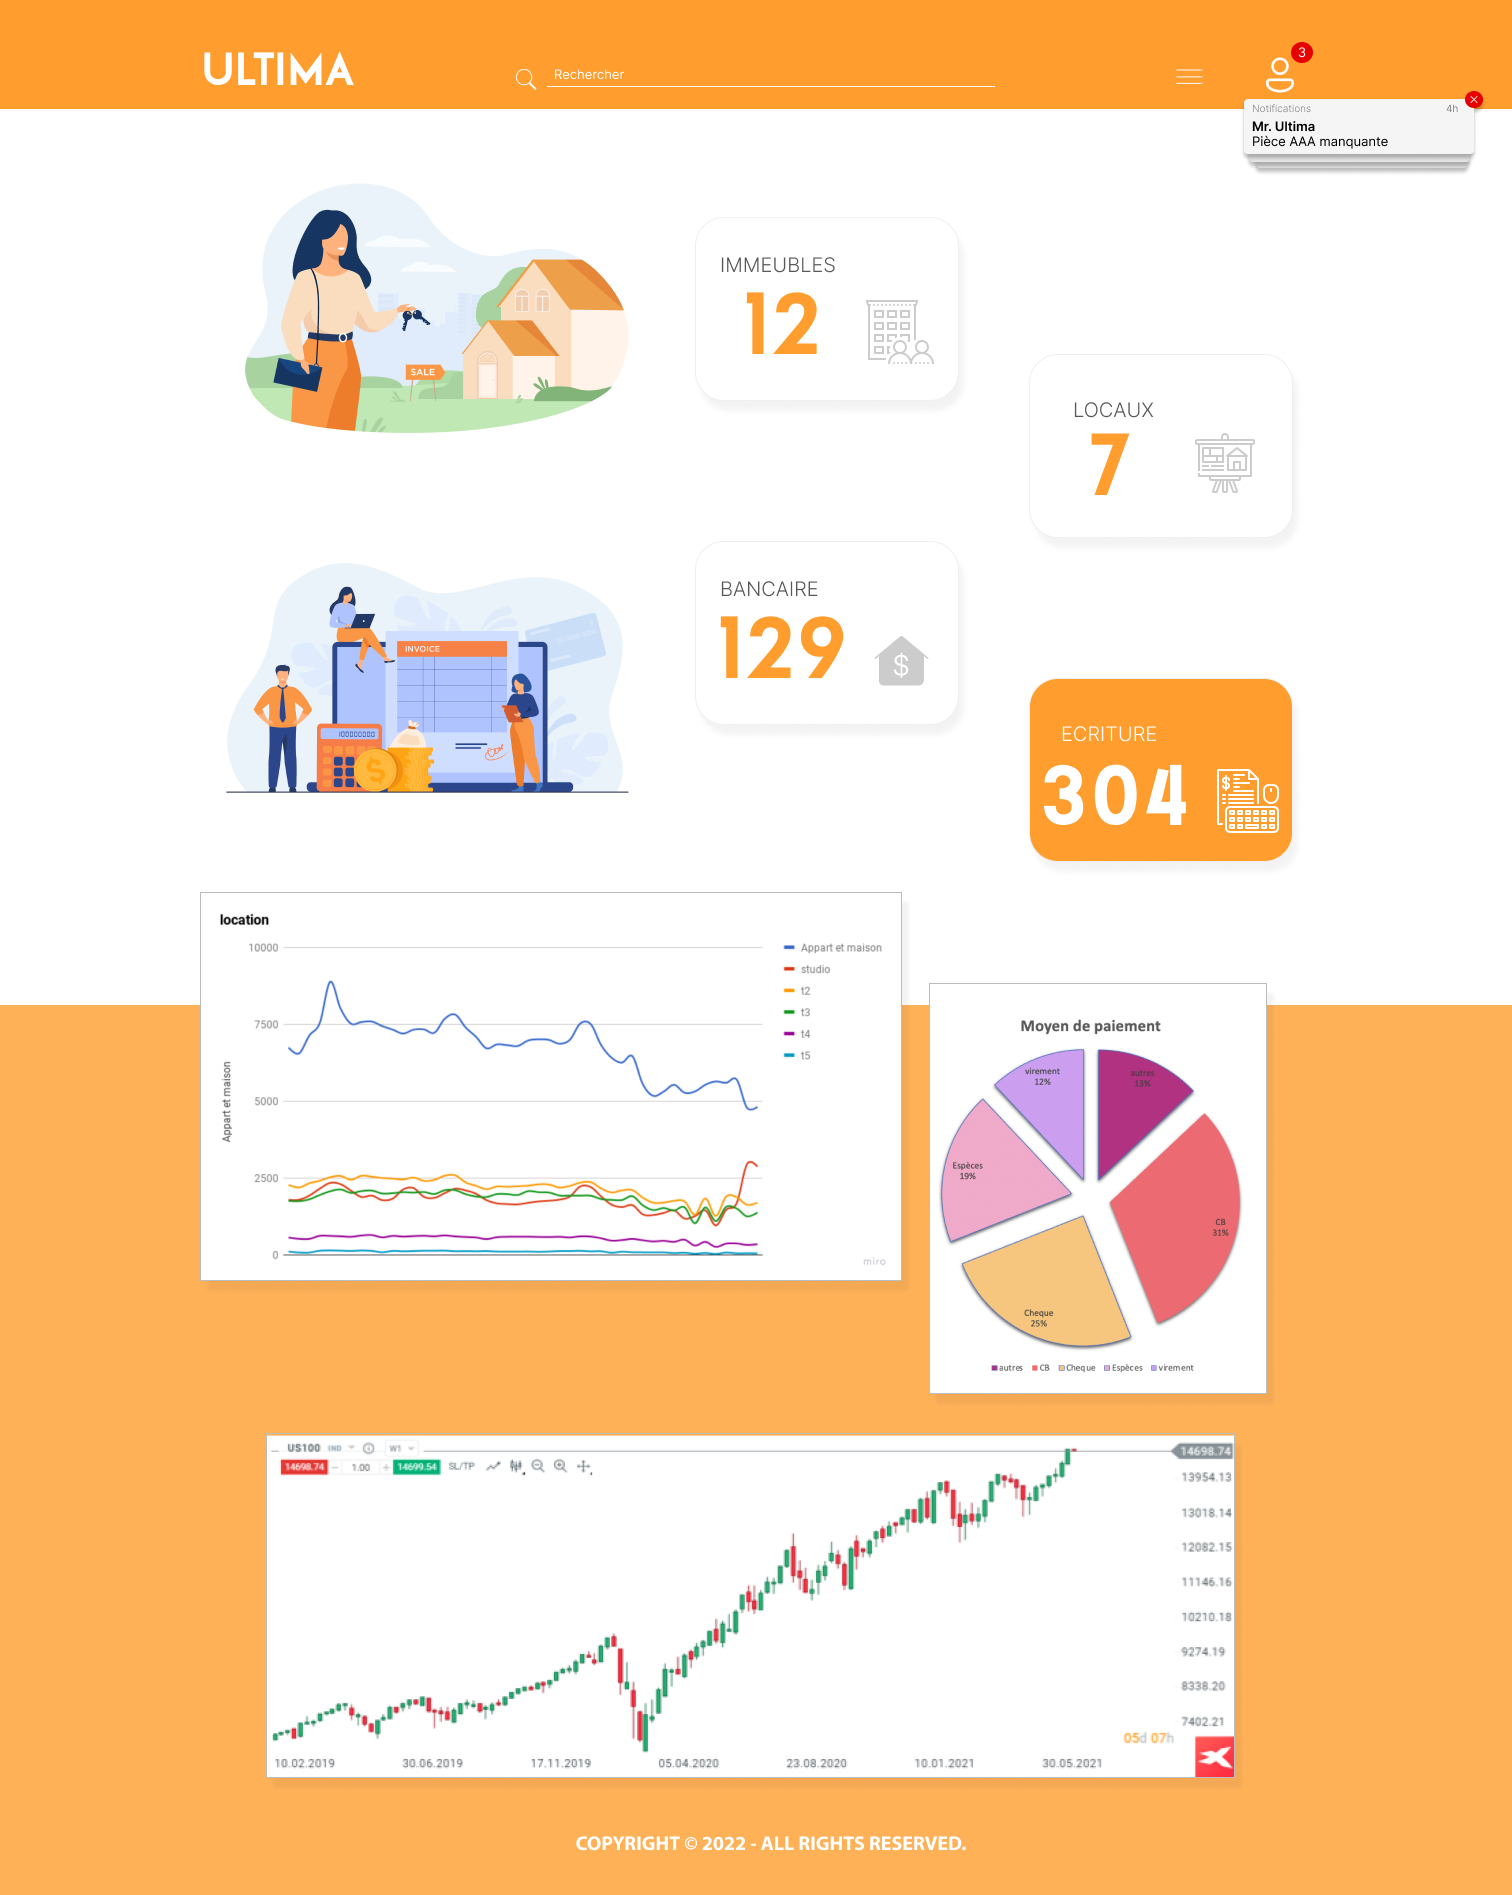 ULTIMA
Rechercher
3
Notifications 4h
Mr. Ultima
Pièce AAA manquante
IMMEUBLES
12
SALE
LOCAUX
7
BANCAIRE
129
INVOICE
100000000
ECRITURE
304
location
10000
7500
5000
2500
0
Appart et maison
Appart et maison
studio
t2
t3
t4
t5
miro
Moyen de paiement
virement
12%
autres
13%
Espèces
19%
CB
31%
Cheque
25%
autres CB Cheque Espèces virement
US100 IND W1
14698.74 1.00 14699.54 SL/TP
14698.74
13954.13
13018.14
12082.15
11146.16
10210.18
9274.19
8338.20
7402.21
05d 07h
10.02.2019 30.06.2019 17.11.2019 05.04.2020 23.08.2020 10.01.2021 30.05.2021
COPYRIGHT © 2022 - ALL RIGHTS RESERVED.